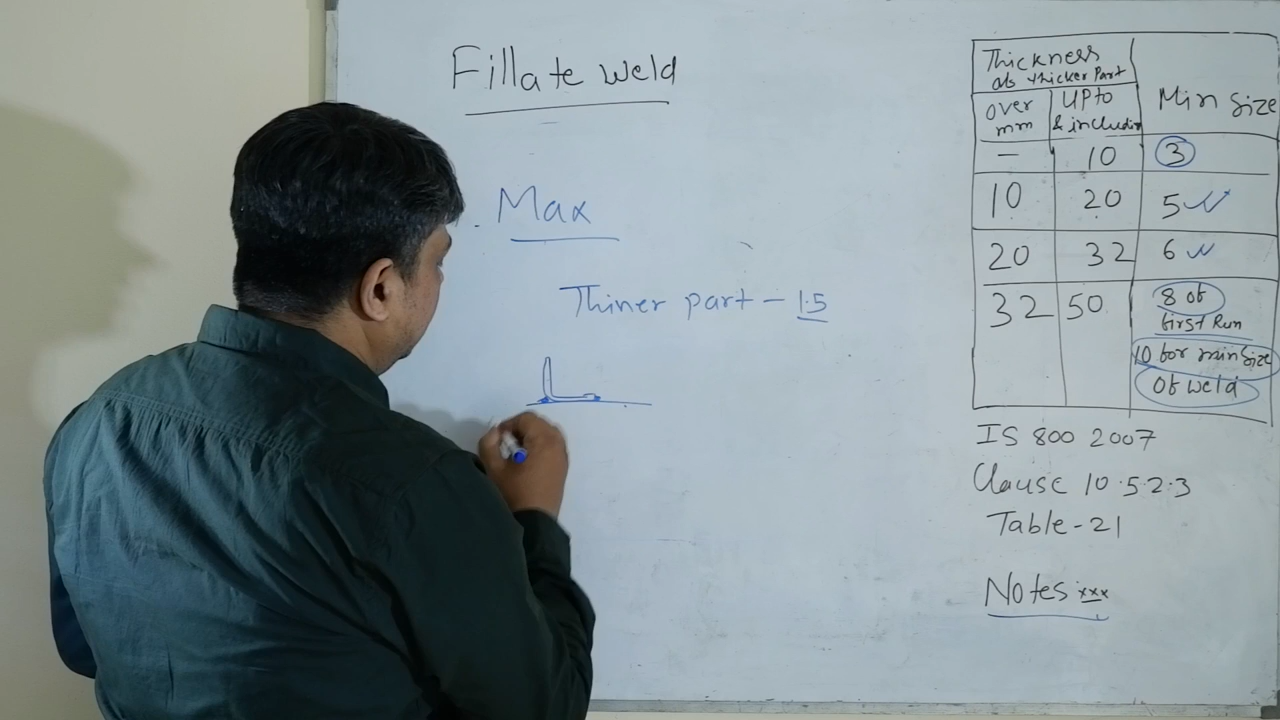 Fillate weld
Max
Thiner part - 1.5
Thickness
of thicker Part
over
mm
UPto
& includin
Min Size
- 10 3
10 20 5
20 32 6
32 50 8 of
first Run
10 for min Size
of weld
IS 800 2007
Clause 10.5.2.3
Table-21
Notes xxx